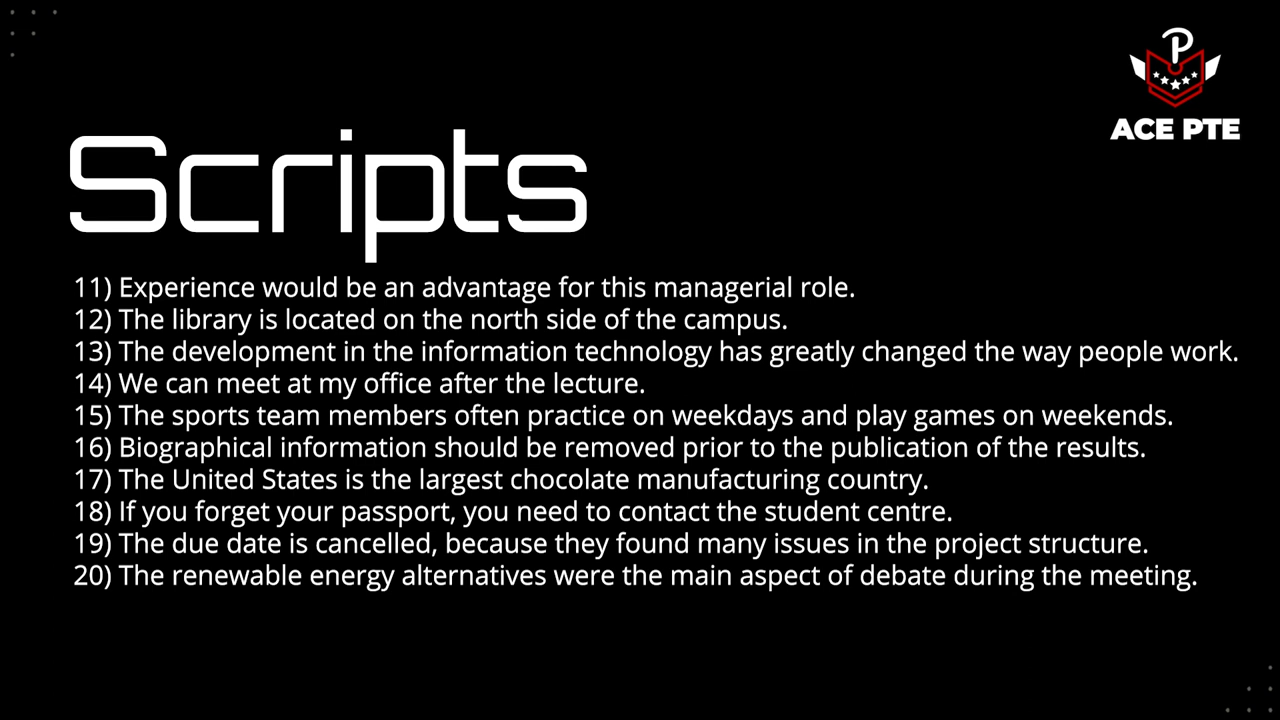 ACE PTE
Scripts
11) Experience would be an advantage for this managerial role.
12) The library is located on the north side of the campus.
13) The development in the information technology has greatly changed the way people work.
14) We can meet at my office after the lecture.
15) The sports team members often practice on weekdays and play games on weekends.
16) Biographical information should be removed prior to the publication of the results.
17) The United States is the largest chocolate manufacturing country.
18) If you forget your passport, you need to contact the student centre.
19) The due date is cancelled, because they found many issues in the project structure.
20) The renewable energy alternatives were the main aspect of debate during the meeting.